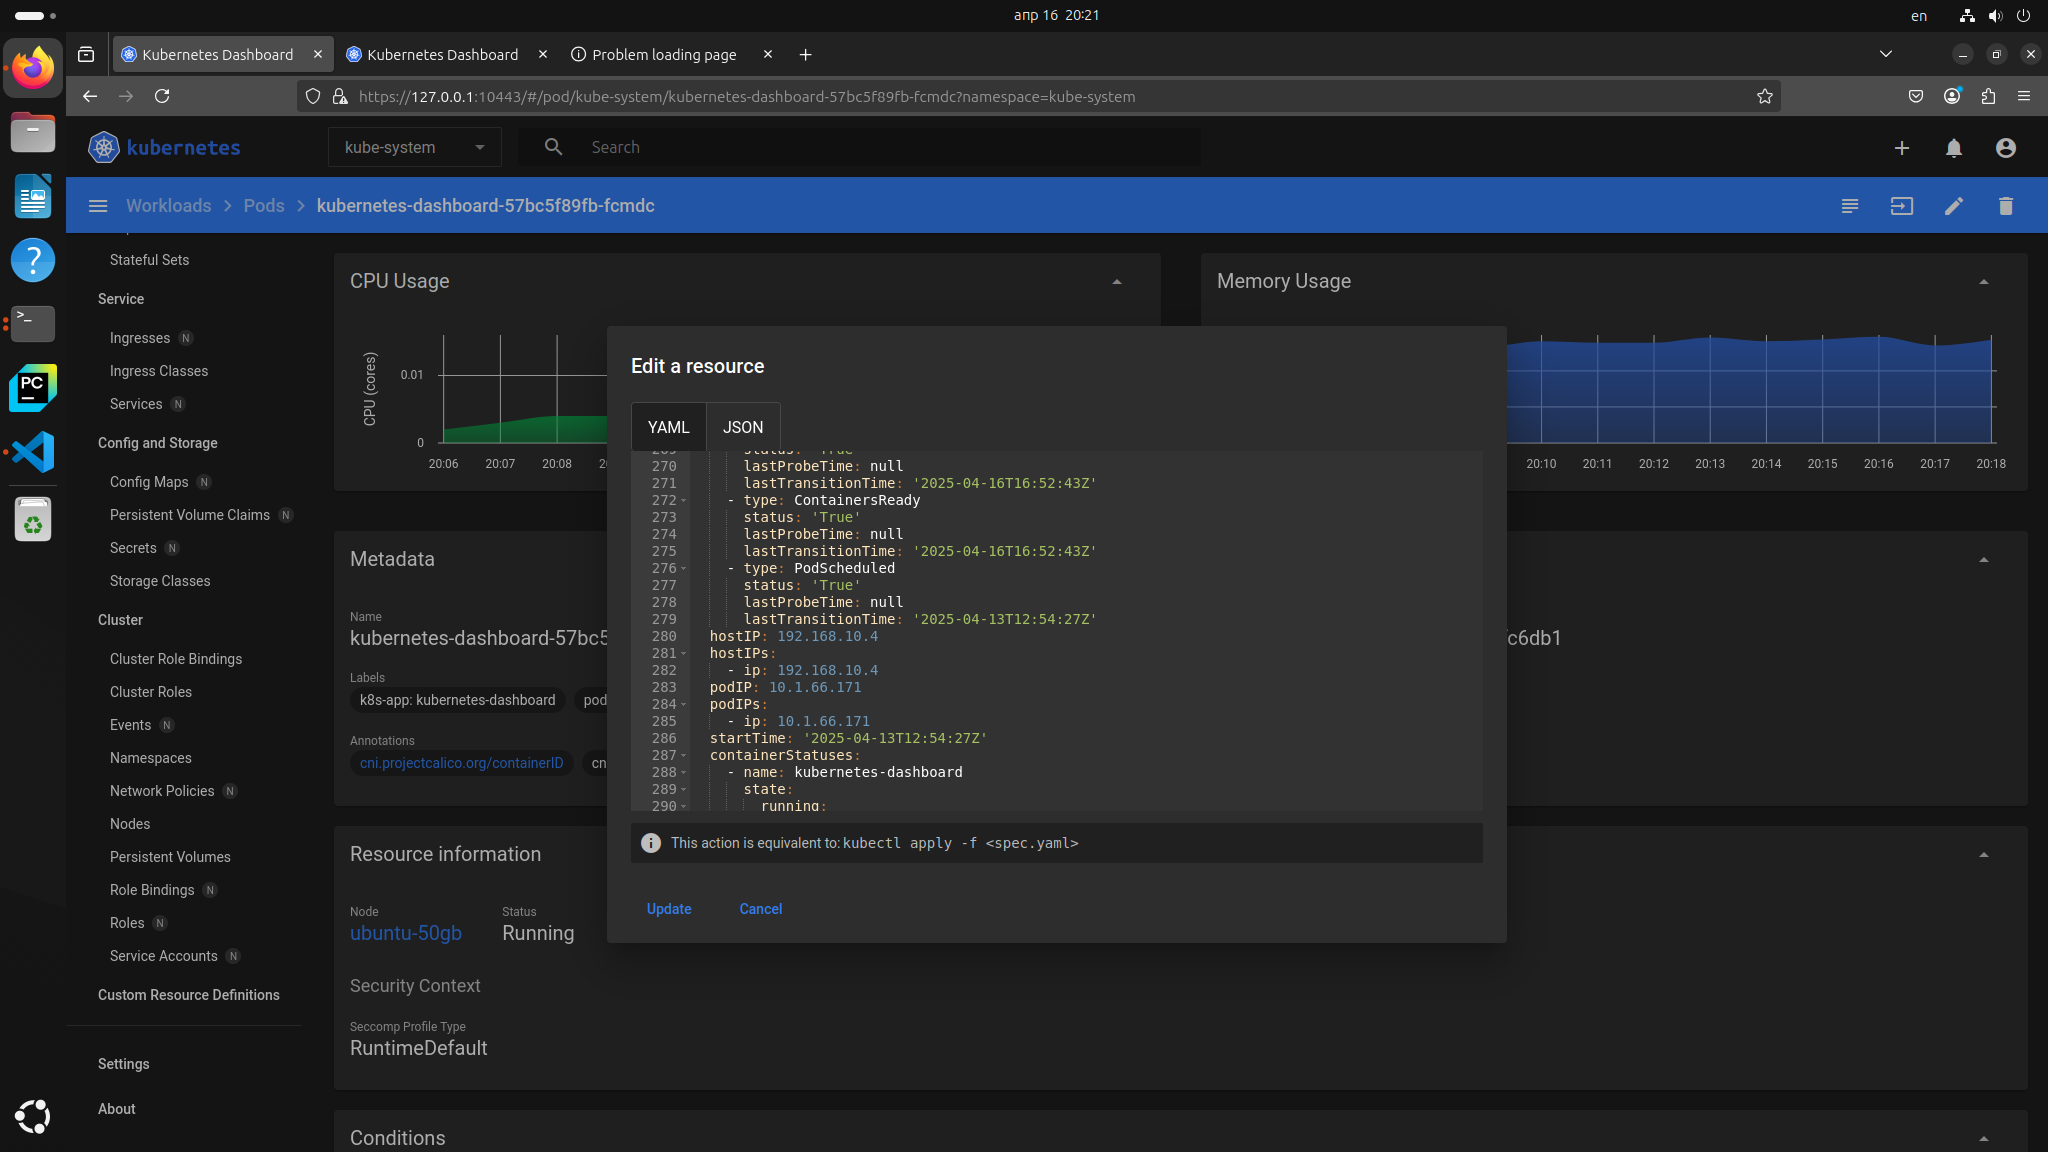 апр 16 20:21
en
Kubernetes Dashboard
Kubernetes Dashboard
Problem loading page
https://127.0.0.1:10443/#/pod/kube-system/kubernetes-dashboard-57bc5f89fb-fcmdc?namespace=kube-system
kubernetes
kube-system
Search
Workloads
Pods
kubernetes-dashboard-57bc5f89fb-fcmdc
Stateful Sets
Service
Ingresses N
Ingress Classes
Services N
Config and Storage
Config Maps N
Persistent Volume Claims N
Secrets N
Storage Classes
Cluster
Cluster Role Bindings
Cluster Roles
Events N
Namespaces
Network Policies N
Nodes
Persistent Volumes
Role Bindings N
Roles N
Service Accounts N
Custom Resource Definitions
Settings
About
CPU Usage
CPU (cores)
0.01
0
20:06 20:07 20:08 2
Memory Usage
20:10 20:11 20:12 20:13 20:14 20:15 20:16 20:17 20:18
Metadata
Name
kubernetes-dashboard-57bc5
c6db1
Labels
k8s-app: kubernetes-dashboard
pod
Annotations
cni.projectcalico.org/containerID
cn
Resource information
Node
ubuntu-50gb
Status
Running
Security Context
Seccomp Profile Type
RuntimeDefault
Conditions
Edit a resource
YAML JSON
269 status: 'True'
270 lastProbeTime: null
271 lastTransitionTime: '2025-04-16T16:52:43Z'
272 - type: ContainersReady
273 status: 'True'
274 lastProbeTime: null
275 lastTransitionTime: '2025-04-16T16:52:43Z'
276 - type: PodScheduled
277 status: 'True'
278 lastProbeTime: null
279 lastTransitionTime: '2025-04-13T12:54:27Z'
280 hostIP: 192.168.10.4
281 hostIPs:
282 - ip: 192.168.10.4
283 podIP: 10.1.66.171
284 podIPs:
285 - ip: 10.1.66.171
286 startTime: '2025-04-13T12:54:27Z'
287 containerStatuses:
288 - name: kubernetes-dashboard
289 state:
290 running:
This action is equivalent to: kubectl apply -f <spec.yaml>
Update
Cancel
PC